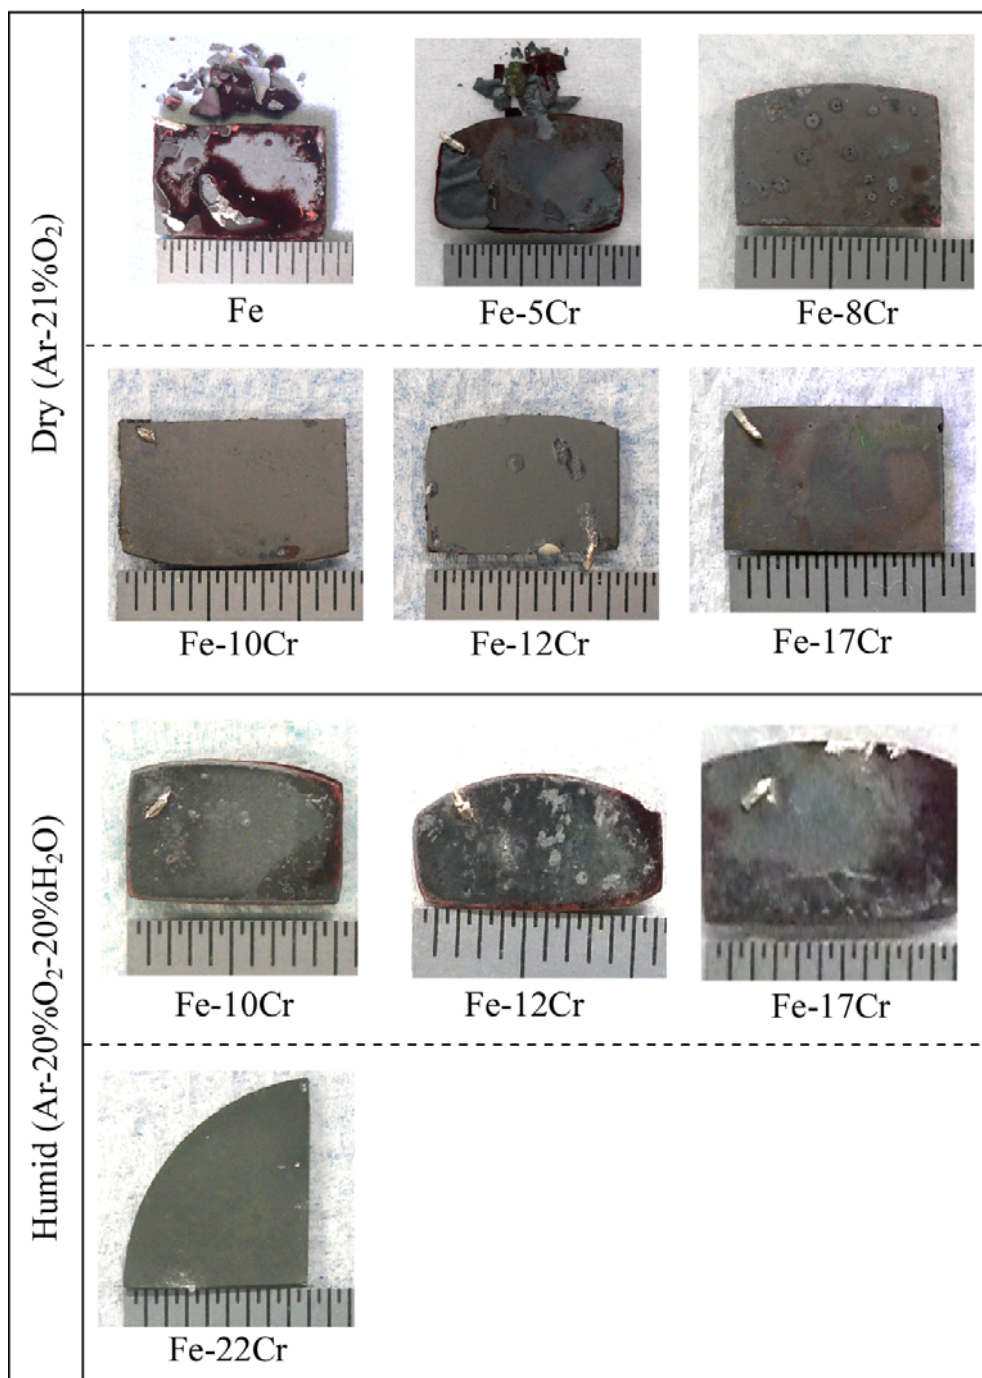 Dry (Ar-21%O₂)
Fe
Fe-5Cr
Fe-8Cr
Fe-10Cr
Fe-12Cr
Fe-17Cr
Humid (Ar-20%O₂-20%H₂O)
Fe-10Cr
Fe-12Cr
Fe-17Cr
Fe-22Cr